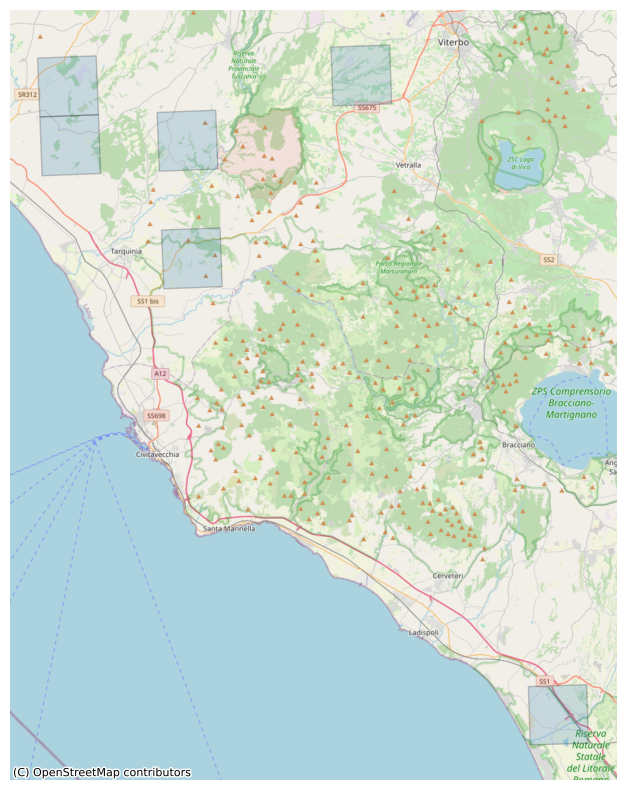 Viterbo
Riserva
Naturale
Provinciale
Tuscania
SR312
SS675
ZSC Lago
di Vico
Vetralla
Tarquinia
SS2
Parco Regionale
Marturanum
SS1 bis
Lazio
A12
ZPS Comprensorio
Bracciano-
Martignano
SS698
Bracciano
Civitavecchia
Ang
Sa
Santa Marinella
Cerveteri
Ladispoli
SS1
Riserva
Naturale
Statale
del Litorale
Romano
(C) OpenStreetMap contributors